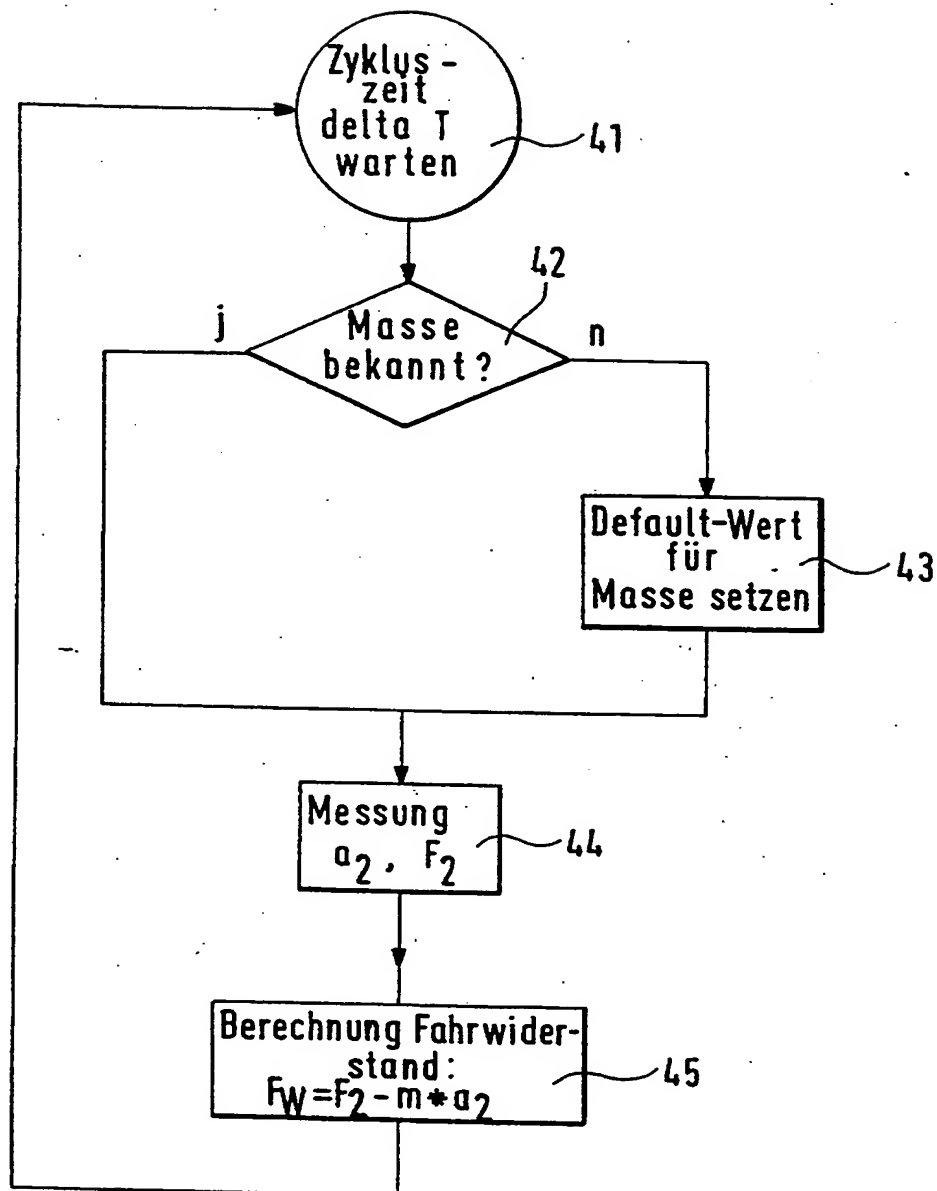 Zyklus-
zeit
delta T
warten
41
42
j
Masse
bekannt?
n
Default-Wert
für
Masse setzen
43
Messung
a2, F2
44
Berechnung Fahrwider-
stand:
FW=F2-m*a2
45